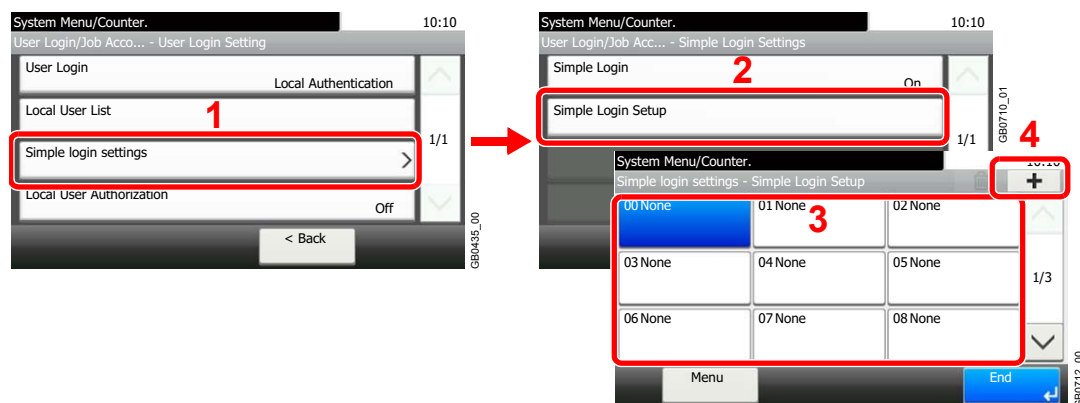 System Menu/Counter.
10:10
User Login/Job Acco... - User Login Setting
User Login
Local Authentication
Local User List
1
1/1
Simple login settings
Local User Authorization
Off
< Back
GB0435_00
System Menu/Counter.
10:10
User Login/Job Acc... - Simple Login Settings
Simple Login
2
On
Simple Login Setup
1/1
GB0710_01
4
System Menu/Counter.
10:10
Simple login settings - Simple Login Setup
+
00 None
01 None
02 None
3
03 None
04 None
05 None
1/3
06 None
07 None
08 None
Menu
End
GB0712_00